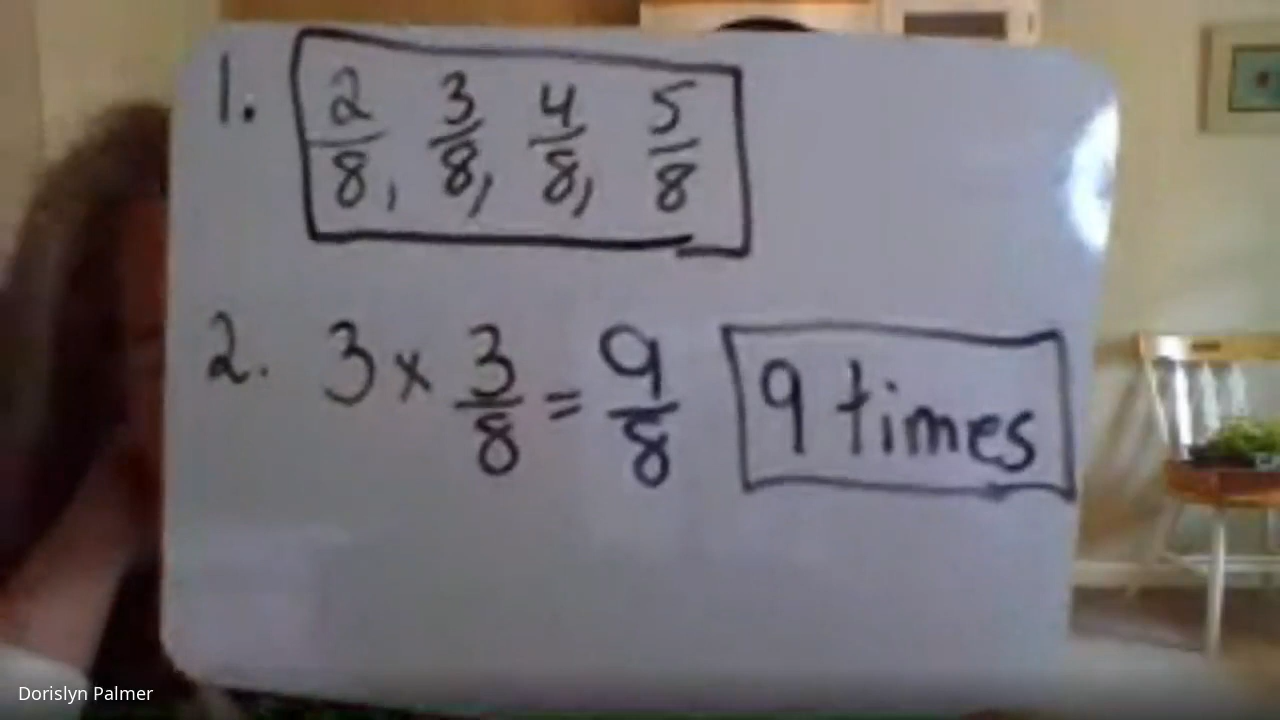 1. 2/8, 3/8, 4/8, 5/8
2. 3 × 3/8 = 9/8 9 times
Dorislyn Palmer